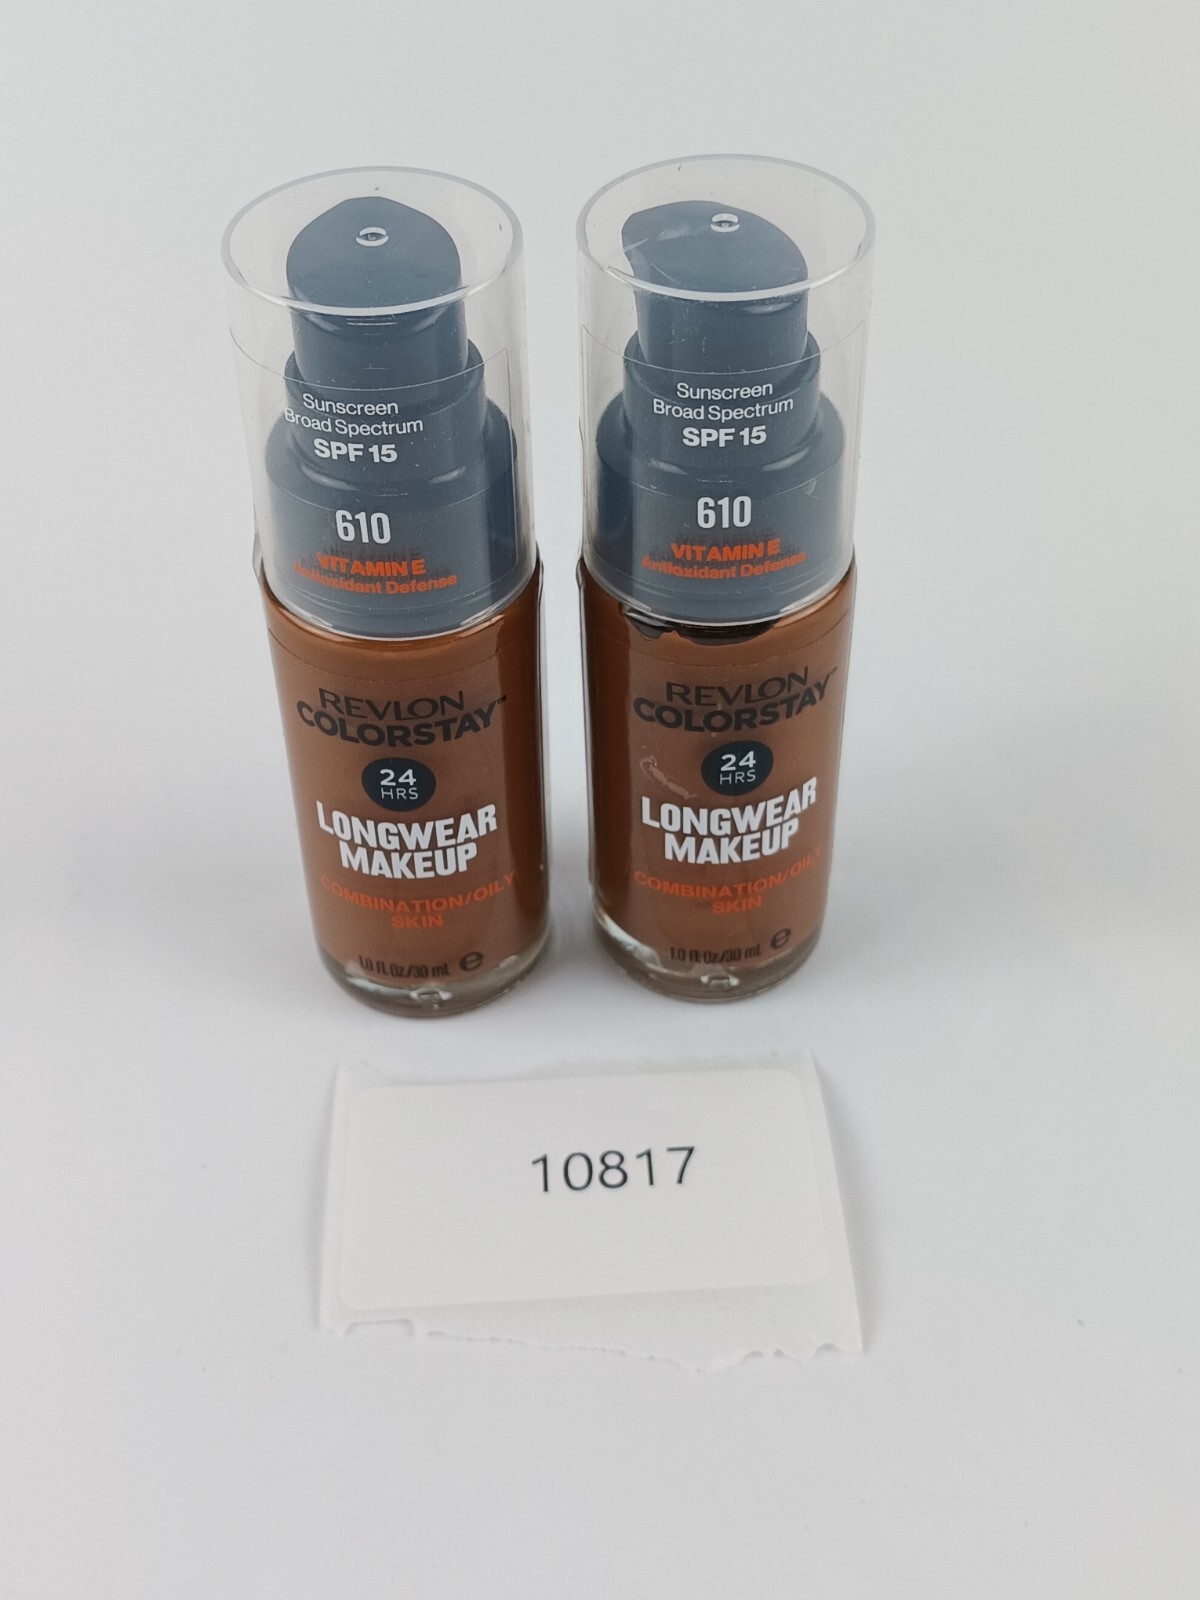 Sunscreen
Broad Spectrum
SPF 15
610
VITAMIN E
Antioxidant Defense
REVLON
COLORSTAY™
24
HRS
LONGWEAR
MAKEUP
COMBINATION/OILY
SKIN
1.0 fl. Oz./30 mL ℮
Sunscreen
Broad Spectrum
SPF 15
610
VITAMIN E
Antioxidant Defense
REVLON
COLORSTAY™
24
HRS
LONGWEAR
MAKEUP
COMBINATION/OILY
SKIN
1.0 fl. Oz./30 mL ℮
10817